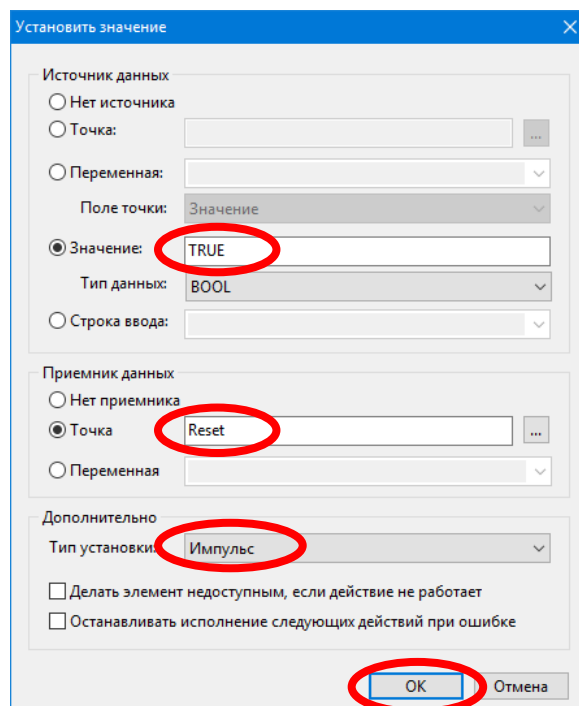 Установить значение
Источник данных
Нет источника
Точка: ...
Переменная:
Поле точки: Значение
Значение: TRUE
Тип данных: BOOL
Строка ввода:
Приемник данных
Нет приемника
Точка Reset ...
Переменная
Дополнительно
Тип установки: Импульс
Делать элемент недоступным, если действие не работает
Останавливать исполнение следующих действий при ошибке
OK Отмена